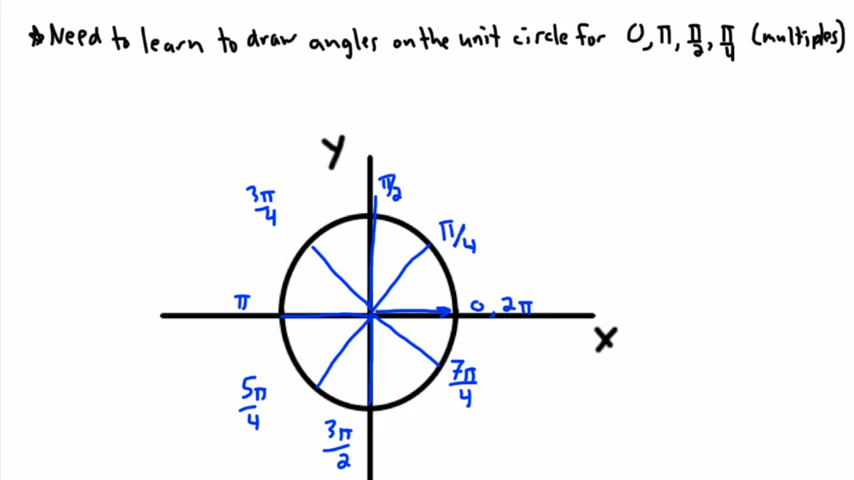 *Need to learn to draw angles on the unit circle for 0, π, π/2, π/4 (multiples)
y
π/2
3π/4
π/4
π
0, 2π
x
7π/4
5π/4
3π/2